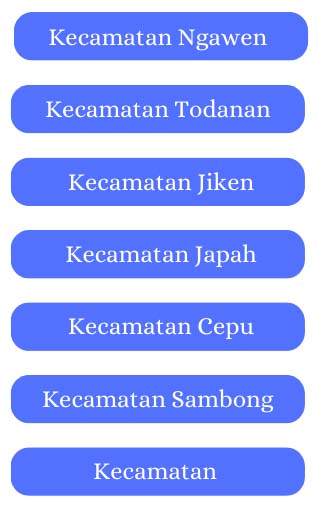 Kecamatan Ngawen
Kecamatan Todanan
Kecamatan Jiken
Kecamatan Japah
Kecamatan Cepu
Kecamatan Sambong
Kecamatan